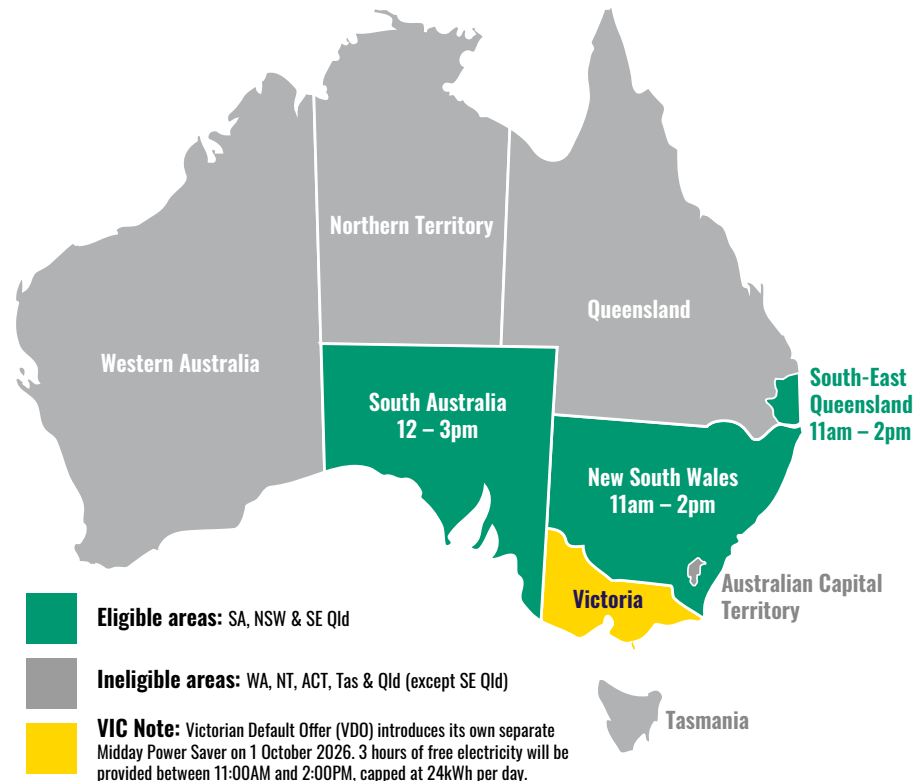 Northern Territory
Queensland
Western Australia
South Australia
12 – 3pm
South-East
Queensland
11am – 2pm
New South Wales
11am – 2pm
Victoria
Australian Capital
Territory
Tasmania
Eligible areas: SA, NSW & SE Qld
Ineligible areas: WA, NT, ACT, Tas & Qld (except SE Qld)
VIC Note: Victorian Default Offer (VDO) introduces its own separate
Midday Power Saver on 1 October 2026. 3 hours of free electricity will be
provided between 11:00AM and 2:00PM, capped at 24kWh per day.